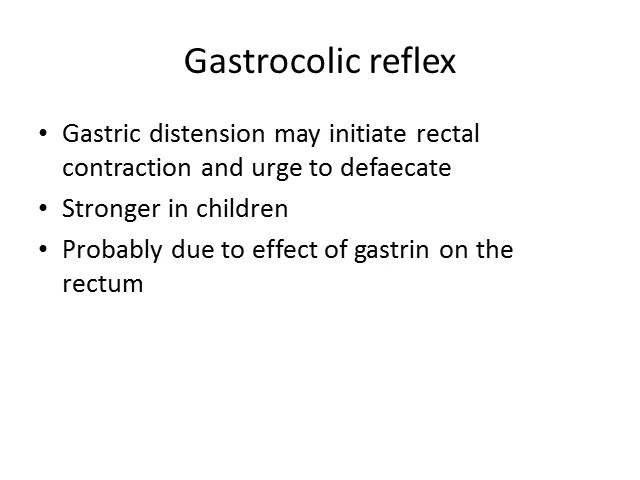 Gastrocolic reflex
• Gastric distension may initiate rectal
contraction and urge to defaecate
• Stronger in children
• Probably due to effect of gastrin on the
rectum